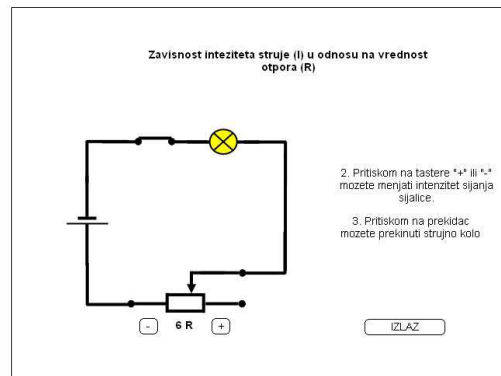 Zavisnost inteziteta struje (I) u odnosu na vrednost
otpora (R)
2. Pritiskom na tastere "+" ili "-"
mozete menjati intenzitet sijanja
sijalice.
3. Pritiskom na prekidac
mozete prekinuti strujno kolo
- 6 R +
IZLAZ